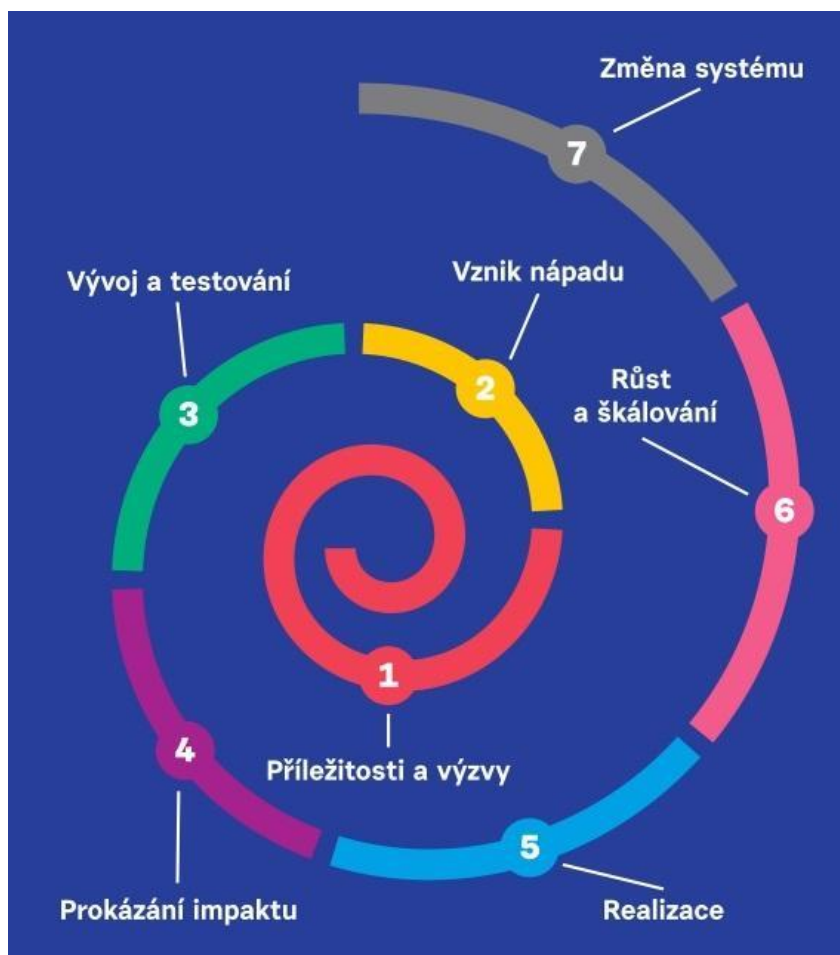 Změna systému
7
Vznik nápadu
Vývoj a testování
2
Růst
a škálování
3
6
1
4
Příležitosti a výzvy
5
Prokázání impaktu
Realizace